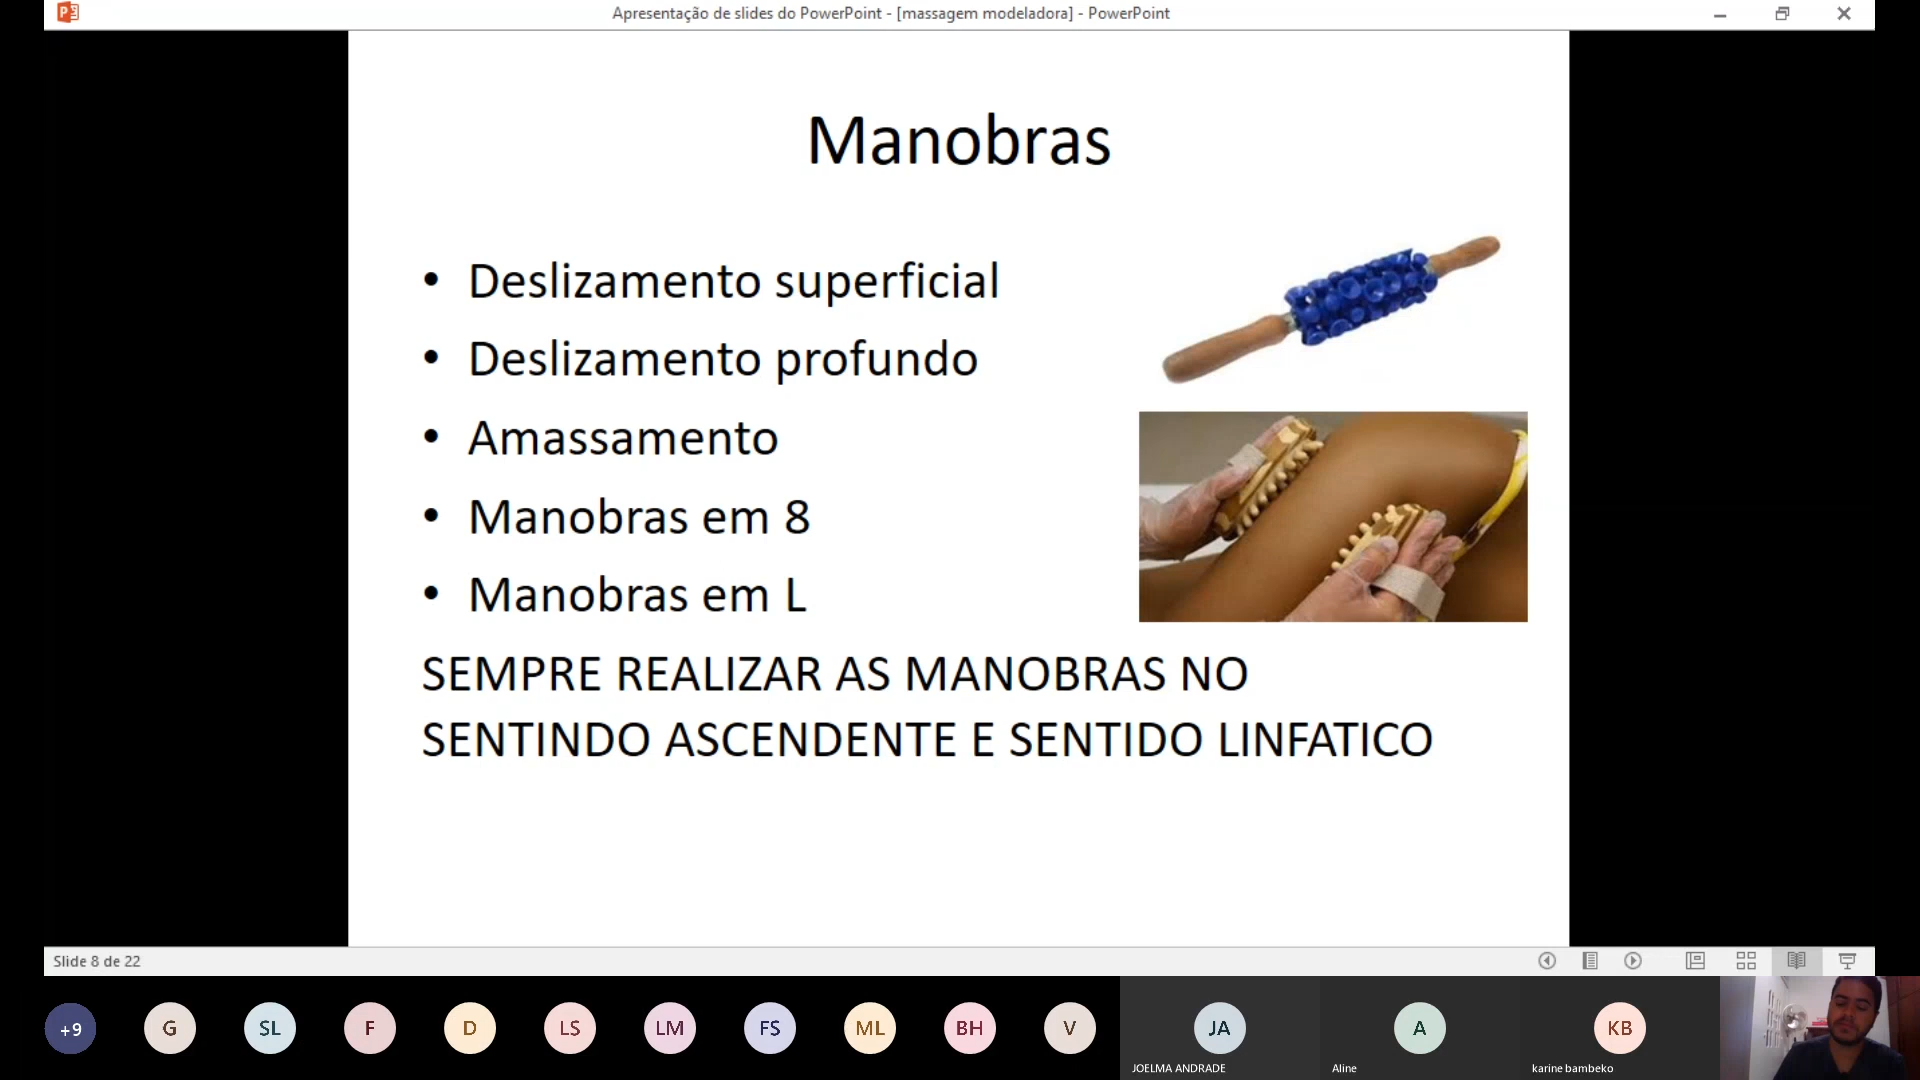 Apresentação de slides do PowerPoint - [massagem modeladora] - PowerPoint
Manobras
• Deslizamento superficial
• Deslizamento profundo
• Amassamento
• Manobras em 8
• Manobras em L
SEMPRE REALIZAR AS MANOBRAS NO
SENTINDO ASCENDENTE E SENTIDO LINFATICO
Slide 8 de 22
+9
G
SL
F
D
LS
LM
FS
ML
BH
V
JA
A
KB
JOELMA ANDRADE
Aline
karine bambeko